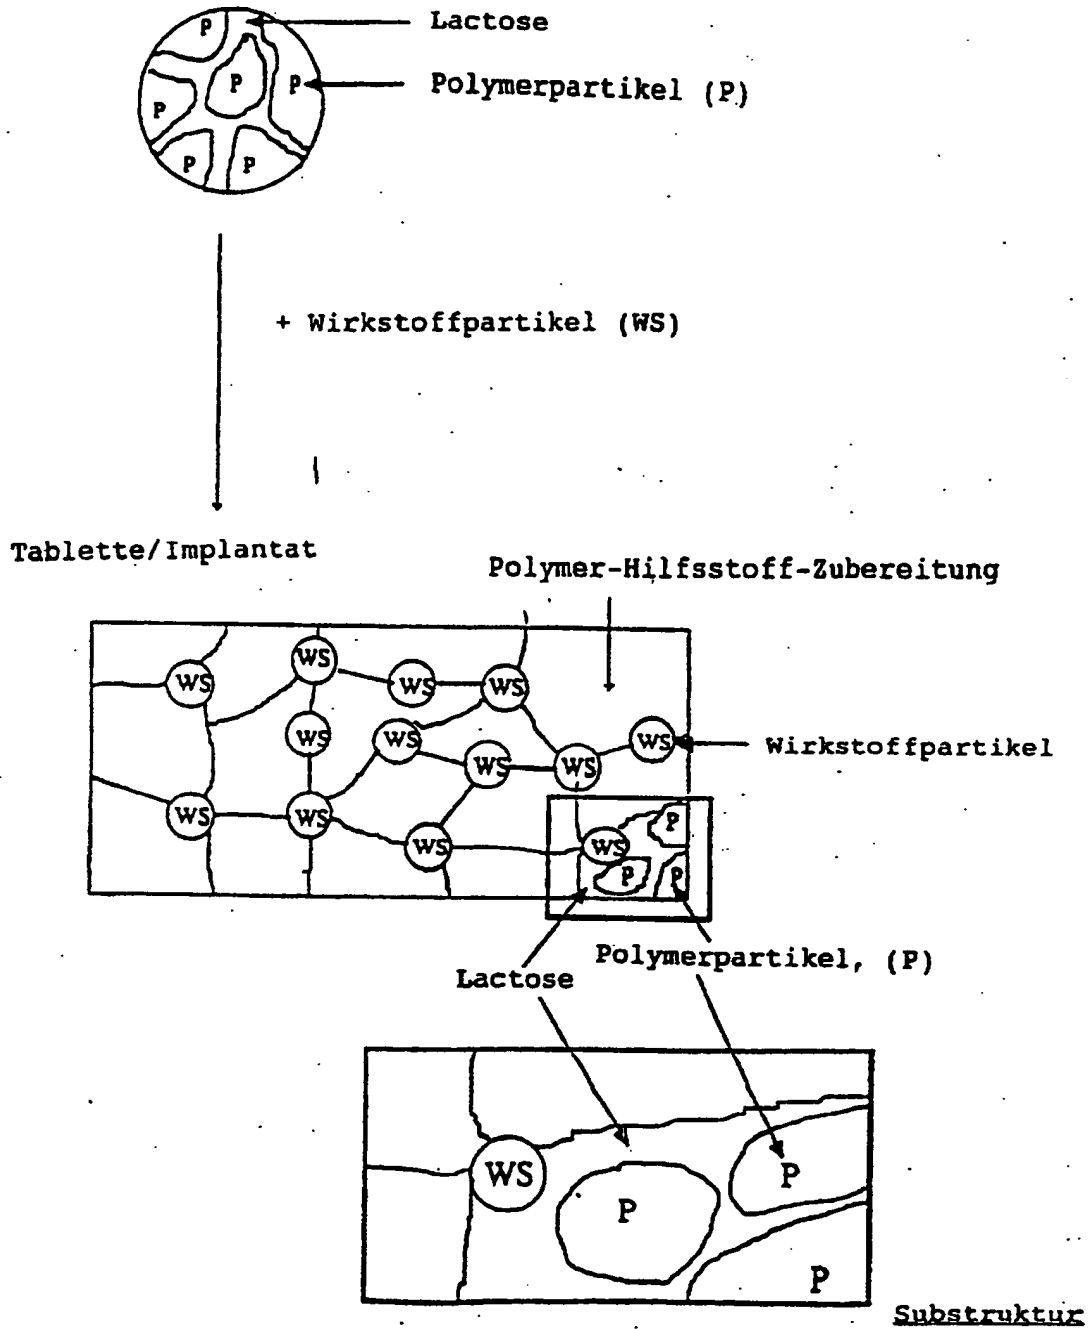 Lactose
P
Polymerpartikel (P)
P
P
P
P
P
+ Wirkstoffpartikel (WS)
Tablette/Implantat
Polymer-Hilfsstoff-Zubereitung
WS
WS
WS
WS
WS
WS
WS
Wirkstoffpartikel
WS
WS
WS
WS
WS
WS
WS
P
P
P
Polymerpartikel, (P)
Lactose
WS
P
P
P
Substruktur